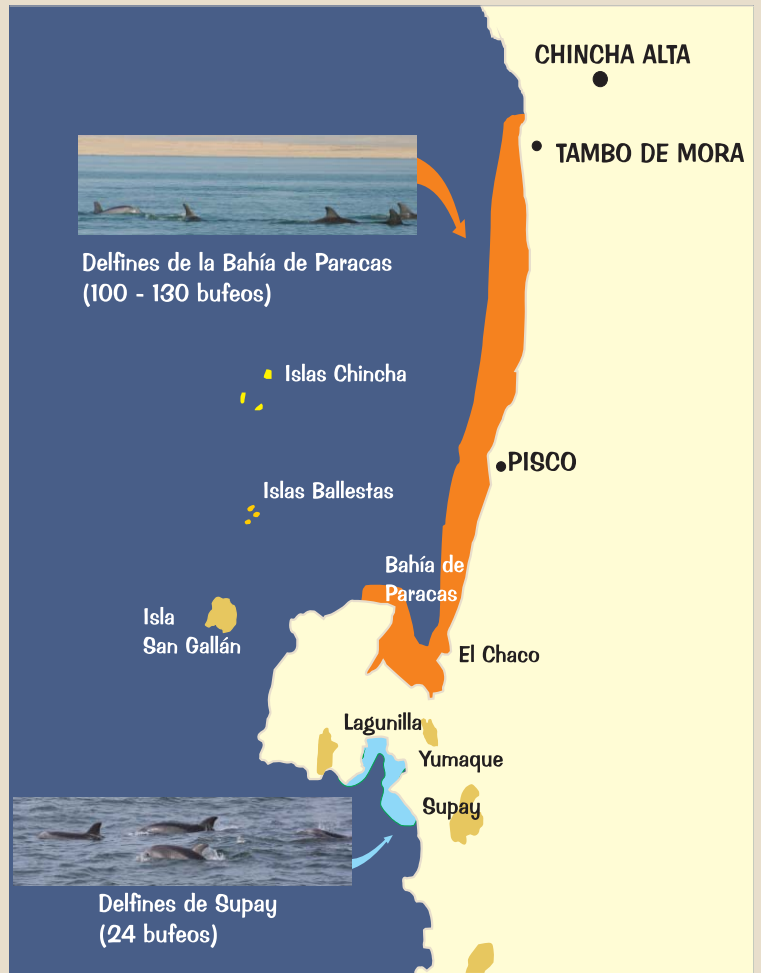 CHINCHA ALTA
TAMBO DE MORA
Delfines de la Bahía de Paracas
(100 - 130 bufeos)
Islas Chincha
PISCO
Islas Ballestas
Bahía de
Paracas
Isla
San Gallán
El Chaco
Lagunilla
Yumaque
Supay
Delfines de Supay
(24 bufeos)